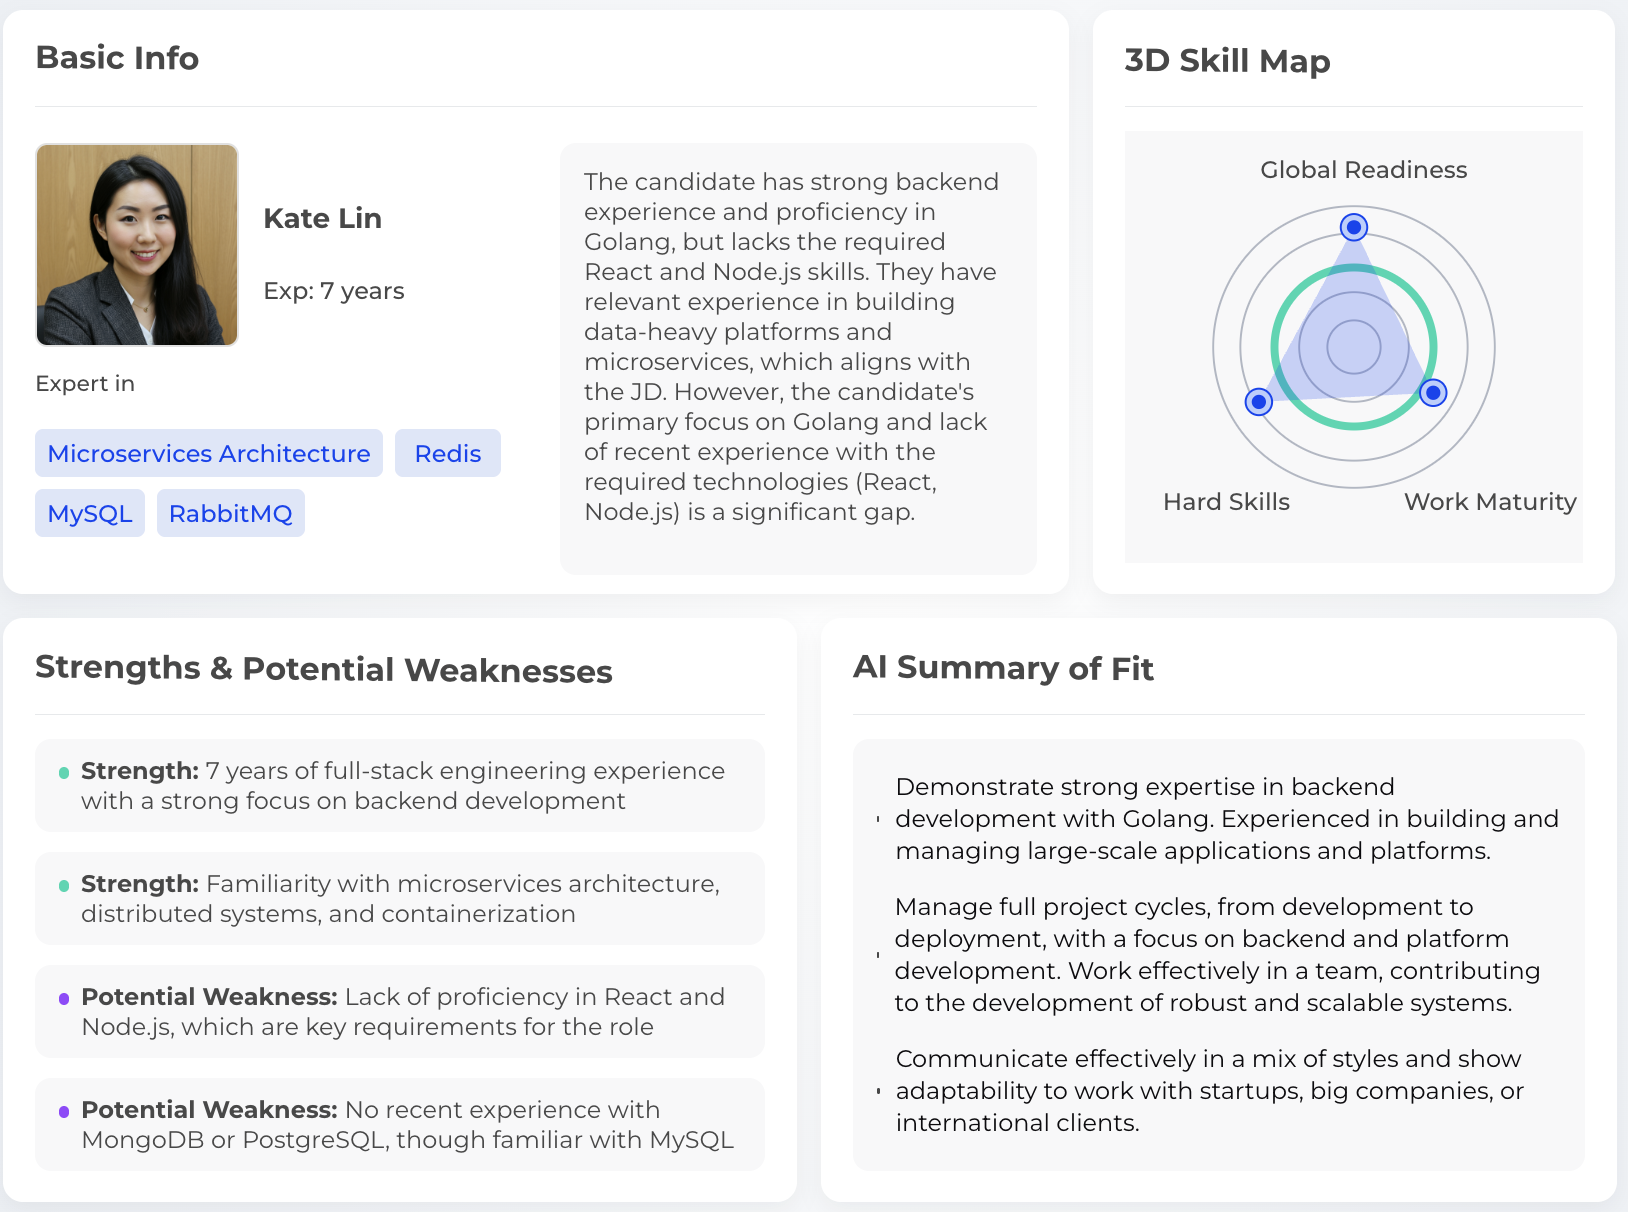 Basic Info
Kate Lin
Exp: 7 years
Expert in
Microservices Architecture
Redis
MySQL
RabbitMQ
The candidate has strong backend
experience and proficiency in
Golang, but lacks the required
React and Node.js skills. They have
relevant experience in building
data-heavy platforms and
microservices, which aligns with
the JD. However, the candidate's
primary focus on Golang and lack
of recent experience with the
required technologies (React,
Node.js) is a significant gap.
3D Skill Map
Global Readiness
Hard Skills
Work Maturity
Strengths & Potential Weaknesses
Strength: 7 years of full-stack engineering experience
with a strong focus on backend development
Strength: Familiarity with microservices architecture,
distributed systems, and containerization
Potential Weakness: Lack of proficiency in React and
Node.js, which are key requirements for the role
Potential Weakness: No recent experience with
MongoDB or PostgreSQL, though familiar with MySQL
AI Summary of Fit
Demonstrate strong expertise in backend
development with Golang. Experienced in building and
managing large-scale applications and platforms.
Manage full project cycles, from development to
deployment, with a focus on backend and platform
development. Work effectively in a team, contributing
to the development of robust and scalable systems.
Communicate effectively in a mix of styles and show
adaptability to work with startups, big companies, or
international clients.